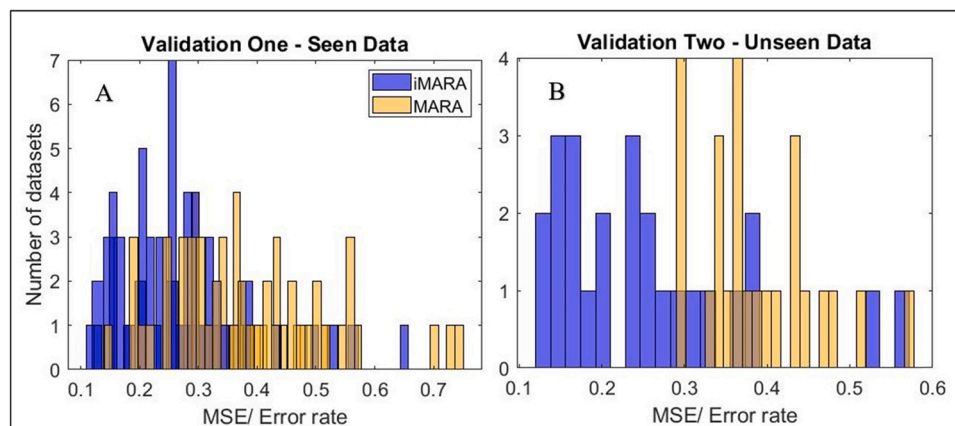 Validation One - Seen Data
A
iMARA
MARA
Number of datasets
7
6
5
4
3
2
1
0
0.1 0.2 0.3 0.4 0.5 0.6 0.7
MSE/ Error rate
Validation Two - Unseen Data
B
4
3
2
1
0
0.1 0.2 0.3 0.4 0.5 0.6
MSE/ Error rate